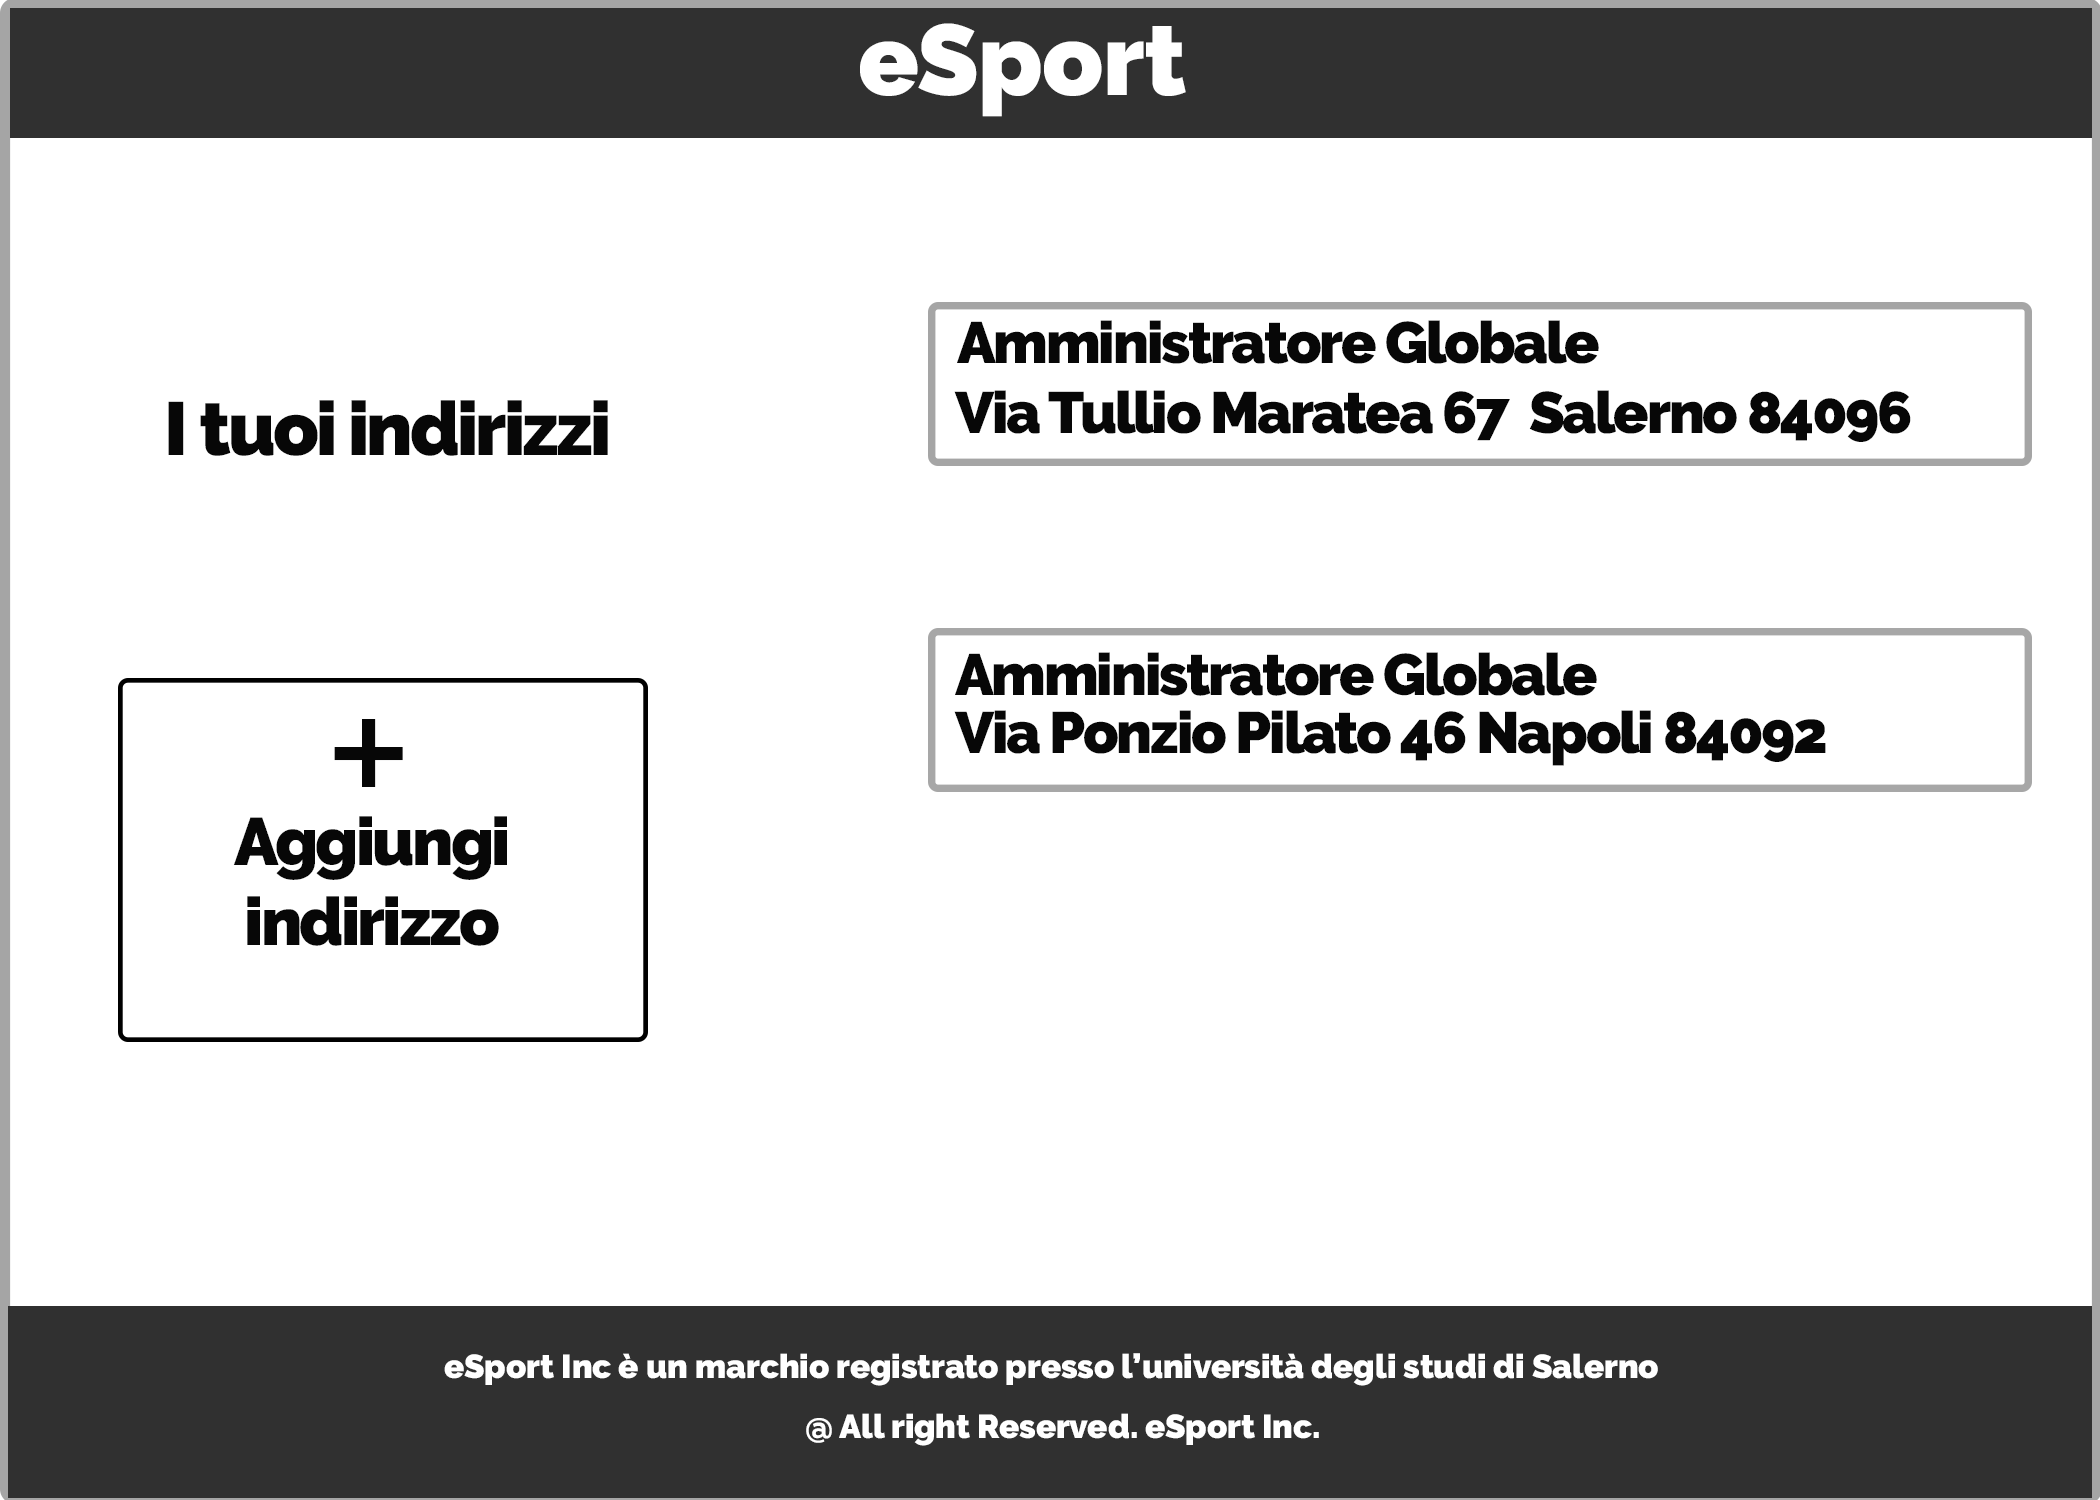 eSport
I tuoi indirizzi
+
Aggiungi
indirizzo
Amministratore Globale
Via Tullio Maratea 67 Salerno 84096
Amministratore Globale
Via Ponzio Pilato 46 Napoli 84092
eSport Inc è un marchio registrato presso l’università degli studi di Salerno
@ All right Reserved. eSport Inc.